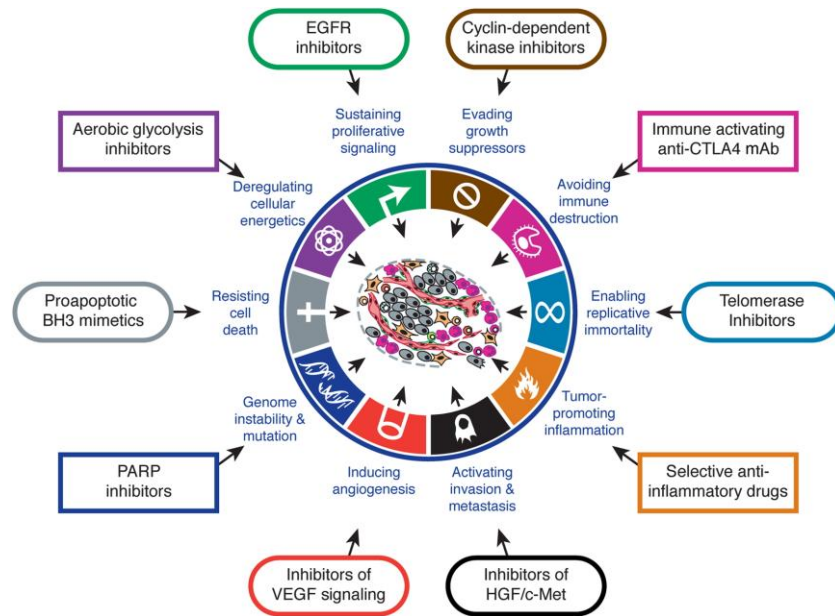 EGFR
inhibitors
Cyclin-dependent
kinase inhibitors
Sustaining
proliferative
signaling
Evading
growth
suppressors
Aerobic glycolysis
inhibitors
Immune activating
anti-CTLA4 mAb
Deregulating
cellular
energetics
Avoiding
immune
destruction
Proapoptotic
BH3 mimetics
Resisting
cell
death
Enabling
replicative
immortality
Telomerase
Inhibitors
Genome
instability &
mutation
Tumor-
promoting
inflammation
PARP
inhibitors
Inducing
angiogenesis
Activating
invasion &
metastasis
Selective anti-
inflammatory drugs
Inhibitors of
VEGF signaling
Inhibitors of
HGF/c-Met